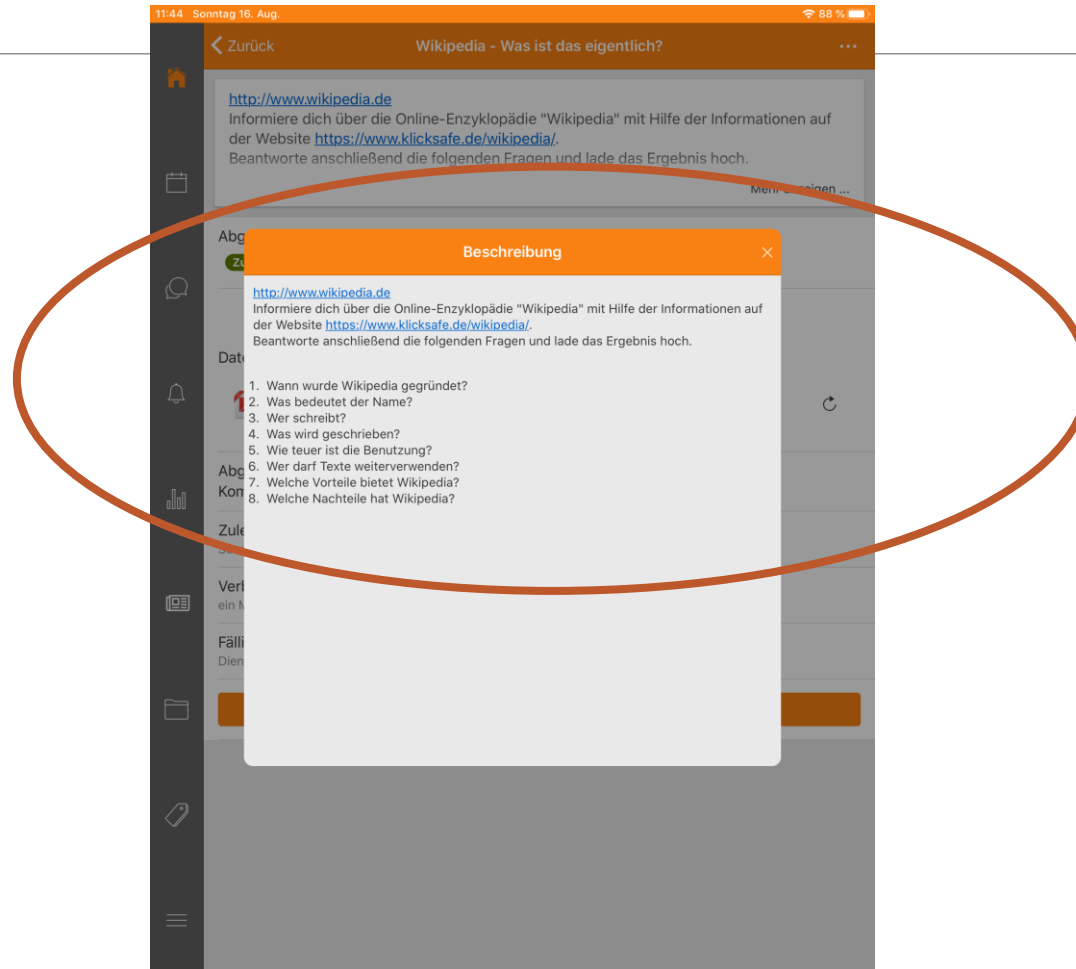 11:44 Sonntag 16. Aug.
88 %
Zurück
Wikipedia - Was ist das eigentlich?
http://www.wikipedia.de
Informiere dich über die Online-Enzyklopädie "Wikipedia" mit Hilfe der Informationen auf
der Website https://www.klicksafe.de/wikipedia/.
Beantworte anschließend die folgenden Fragen und lade das Ergebnis hoch.
Beschreibung
http://www.wikipedia.de
Informiere dich über die Online-Enzyklopädie "Wikipedia" mit Hilfe der Informationen auf
der Website https://www.klicksafe.de/wikipedia/.
Beantworte anschließend die folgenden Fragen und lade das Ergebnis hoch.
1. Wann wurde Wikipedia gegründet?
2. Was bedeutet der Name?
3. Wer schreibt?
4. Was wird geschrieben?
5. Wie teuer ist die Benutzung?
6. Wer darf Texte weiterverwenden?
7. Welche Vorteile bietet Wikipedia?
8. Welche Nachteile hat Wikipedia?